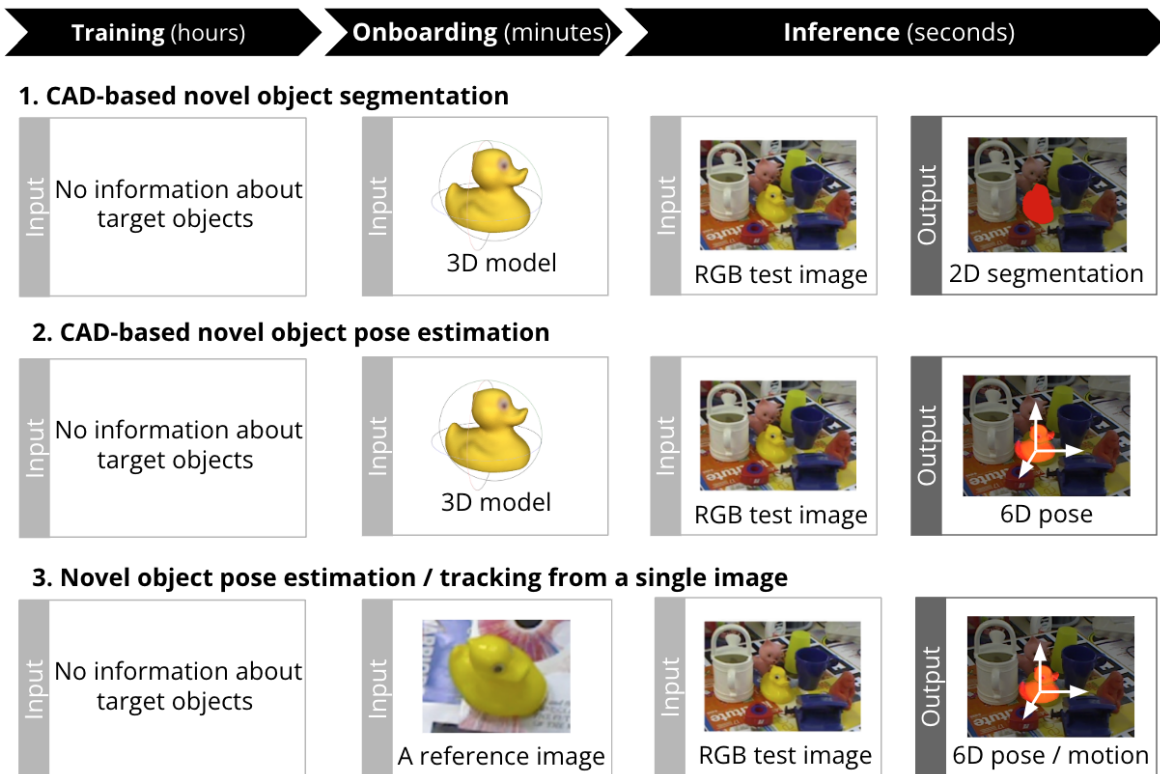 Training (hours)
Onboarding (minutes)
Inference (seconds)
1. CAD-based novel object segmentation
Input
No information about
target objects
Input
3D model
Input
RGB test image
Output
2D segmentation
2. CAD-based novel object pose estimation
Input
No information about
target objects
Input
3D model
Input
RGB test image
Output
6D pose
3. Novel object pose estimation / tracking from a single image
Input
No information about
target objects
Input
A reference image
Input
RGB test image
Output
6D pose / motion